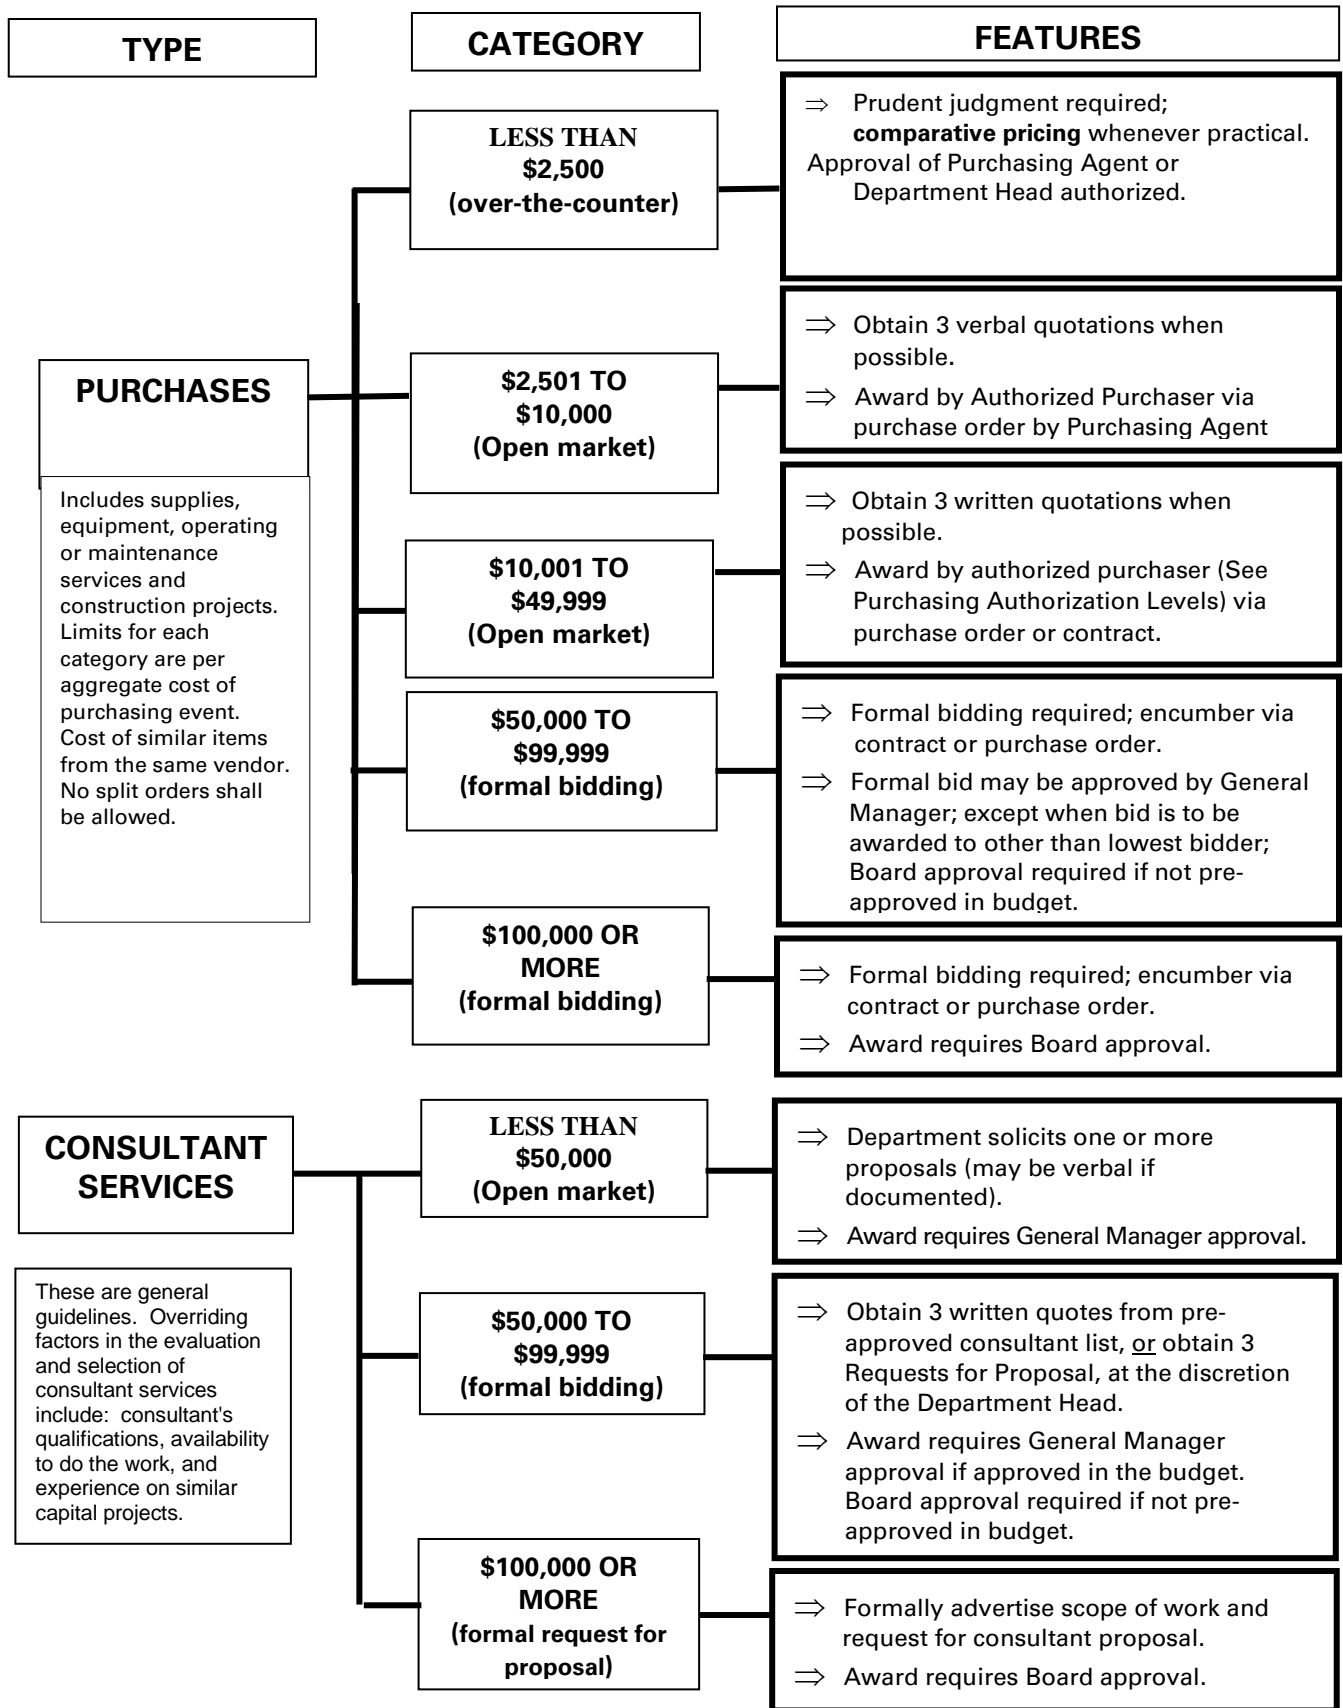 TYPE
CATEGORY
FEATURES
PURCHASES
Includes supplies,
equipment, operating
or maintenance
services and
construction projects.
Limits for each
category are per
aggregate cost of
purchasing event.
Cost of similar items
from the same vendor.
No split orders shall
be allowed.
LESS THAN
$2,500
(over-the-counter)
⇒ Prudent judgment required;
comparative pricing whenever practical.
Approval of Purchasing Agent or
Department Head authorized.
$2,501 TO
$10,000
(Open market)
⇒ Obtain 3 verbal quotations when
possible.
⇒ Award by Authorized Purchaser via
purchase order by Purchasing Agent
$10,001 TO
$49,999
(Open market)
⇒ Obtain 3 written quotations when
possible.
⇒ Award by authorized purchaser (See
Purchasing Authorization Levels) via
purchase order or contract.
$50,000 TO
$99,999
(formal bidding)
⇒ Formal bidding required; encumber via
contract or purchase order.
⇒ Formal bid may be approved by General
Manager; except when bid is to be
awarded to other than lowest bidder;
Board approval required if not pre-
approved in budget.
$100,000 OR
MORE
(formal bidding)
⇒ Formal bidding required; encumber via
contract or purchase order.
⇒ Award requires Board approval.
CONSULTANT
SERVICES
These are general
guidelines. Overriding
factors in the evaluation
and selection of
consultant services
include: consultant's
qualifications, availability
to do the work, and
experience on similar
capital projects.
LESS THAN
$50,000
(Open market)
⇒ Department solicits one or more
proposals (may be verbal if
documented).
⇒ Award requires General Manager approval.
$50,000 TO
$99,999
(formal bidding)
⇒ Obtain 3 written quotes from pre-
approved consultant list, or obtain 3
Requests for Proposal, at the discretion
of the Department Head.
⇒ Award requires General Manager
approval if approved in the budget.
Board approval required if not pre-
approved in budget.
$100,000 OR
MORE
(formal request for
proposal)
⇒ Formally advertise scope of work and
request for consultant proposal.
⇒ Award requires Board approval.